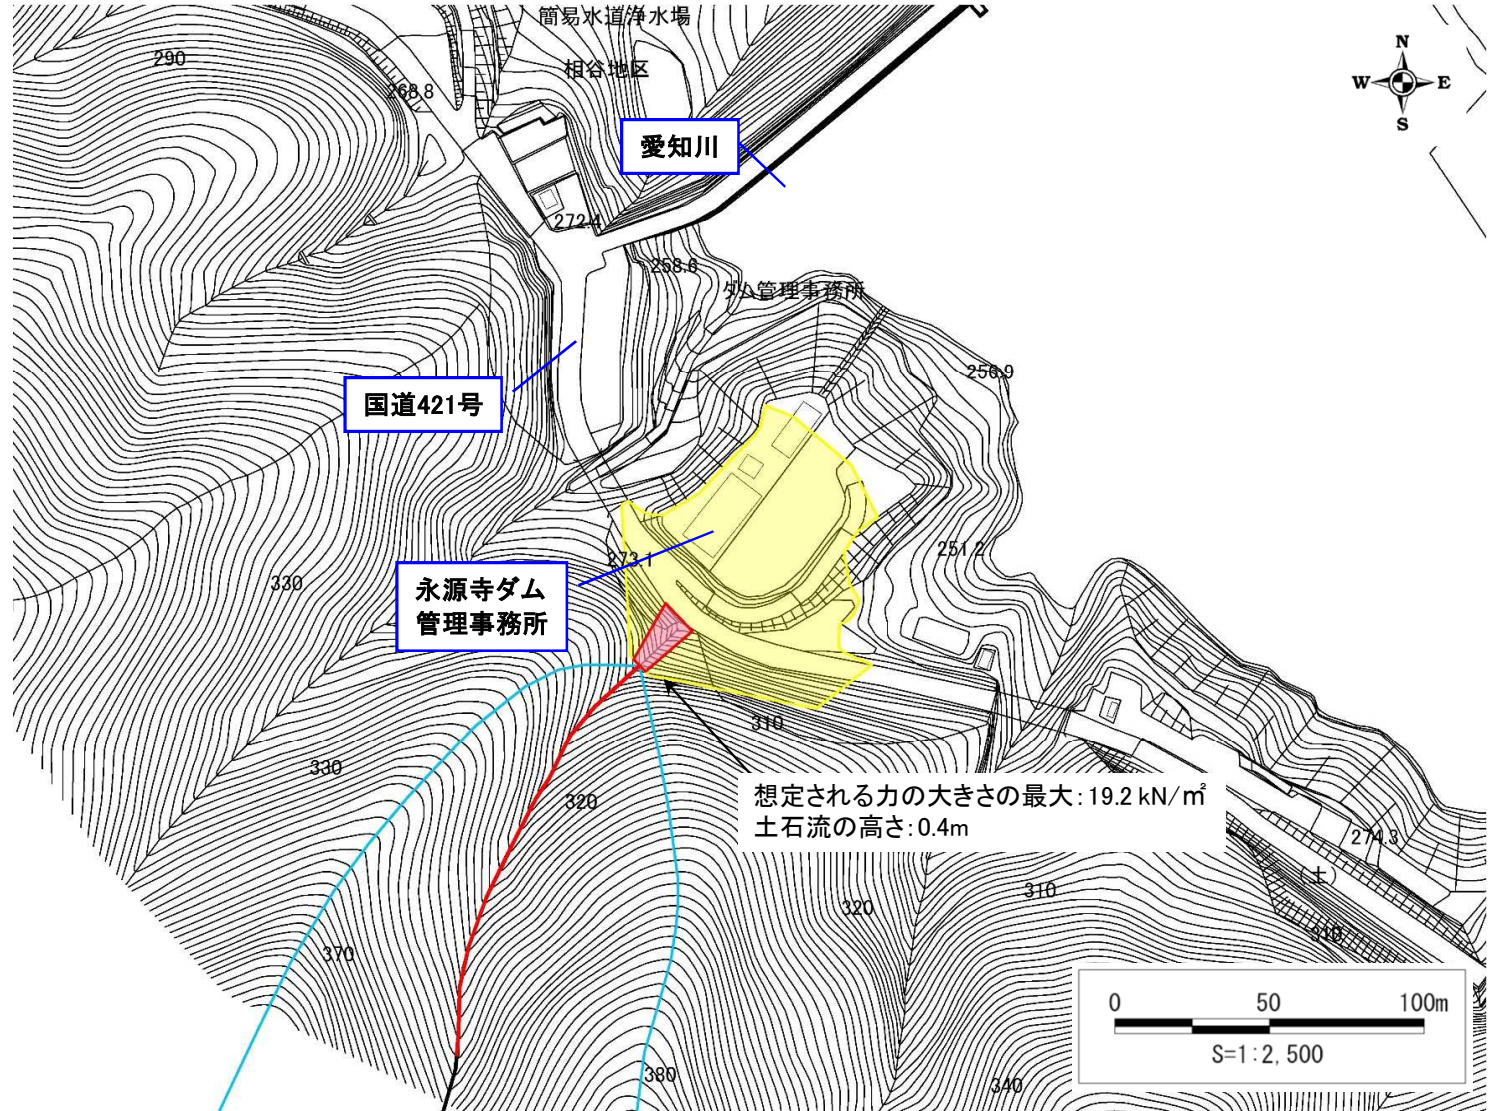 簡易水道浄水場
290
相谷地区
268.8
N
W
E
S
愛知川
272.4
258.6
ダム管理事務所
256.9
国道421号
251.2
273.1
330
永源寺ダム
管理事務所
310
330
320
想定される力の大きさの最大：19.2 kN/㎡
土石流の高さ：0.4m
274.3
(土)
310
320
310
370
380
340
0
50
100m
S=1:2,500